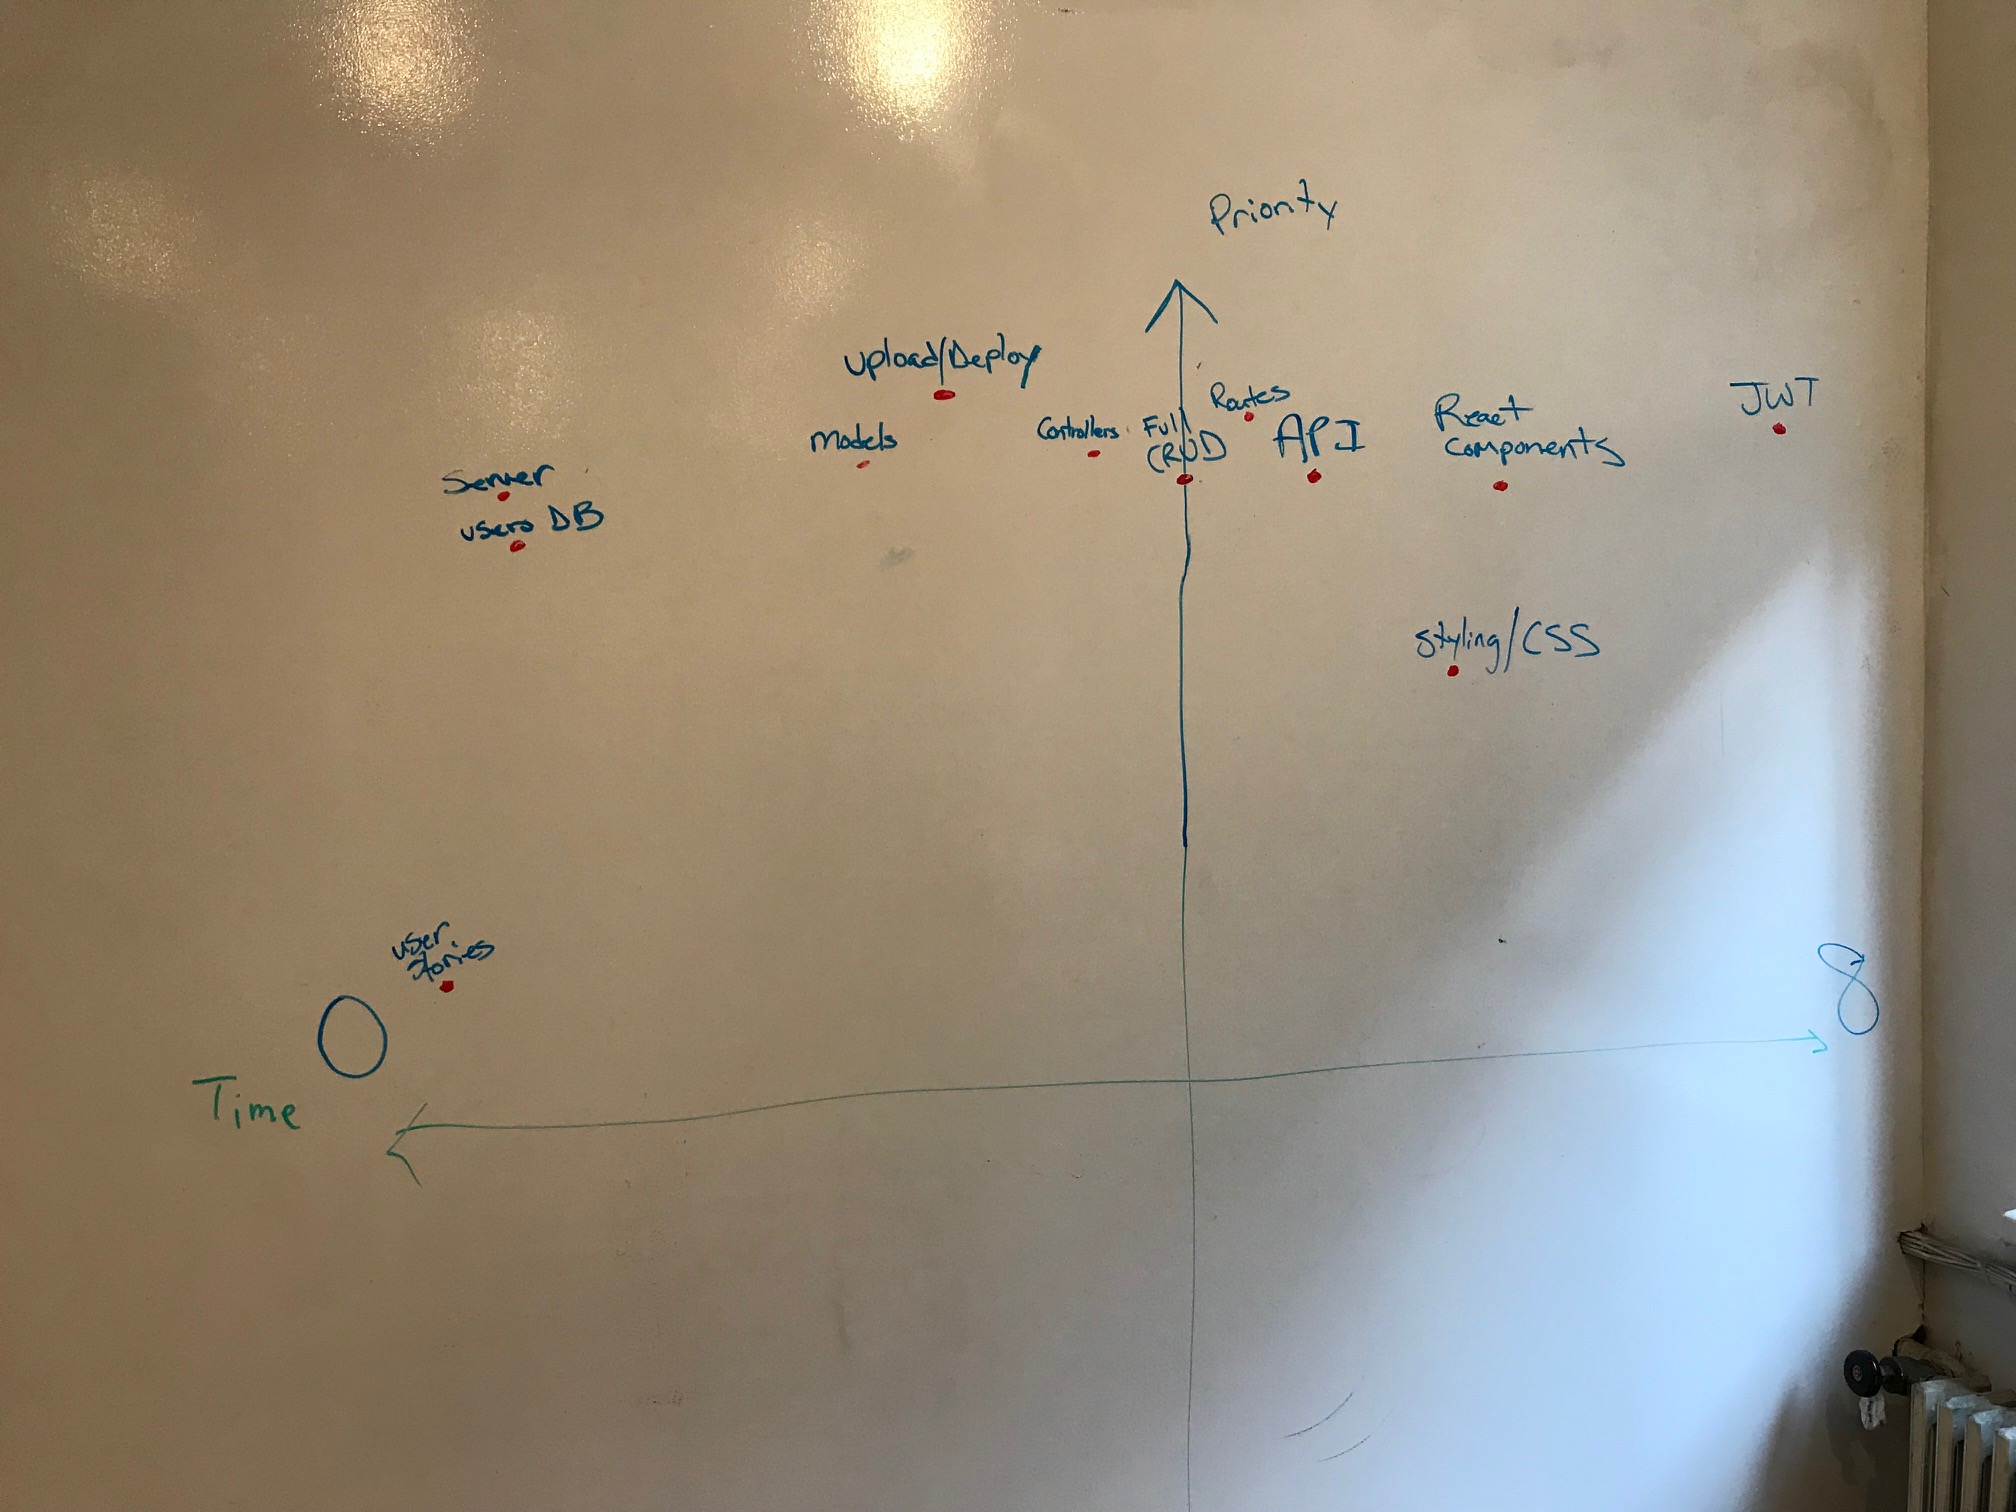 Priority
Upload/Deploy
Routes
JWT
Models
Controllers
Full
CRUD
API
React
components
Server
users DB
Styling/CSS
user
stories
0
8
Time